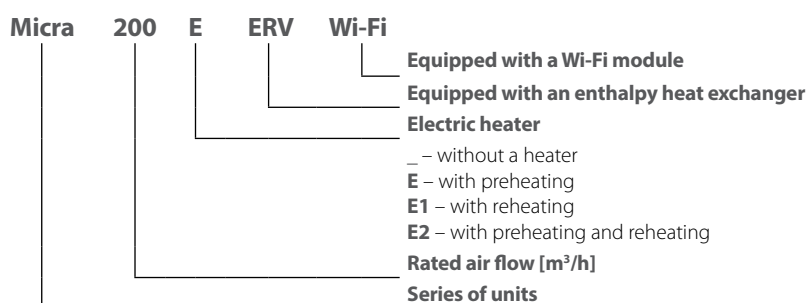 Micra 200 E ERV Wi-Fi
Equipped with a Wi-Fi module
Equipped with an enthalpy heat exchanger
Electric heater
_ – without a heater
E – with preheating
E1 – with reheating
E2 – with preheating and reheating
Rated air flow [m³/h]
Series of units